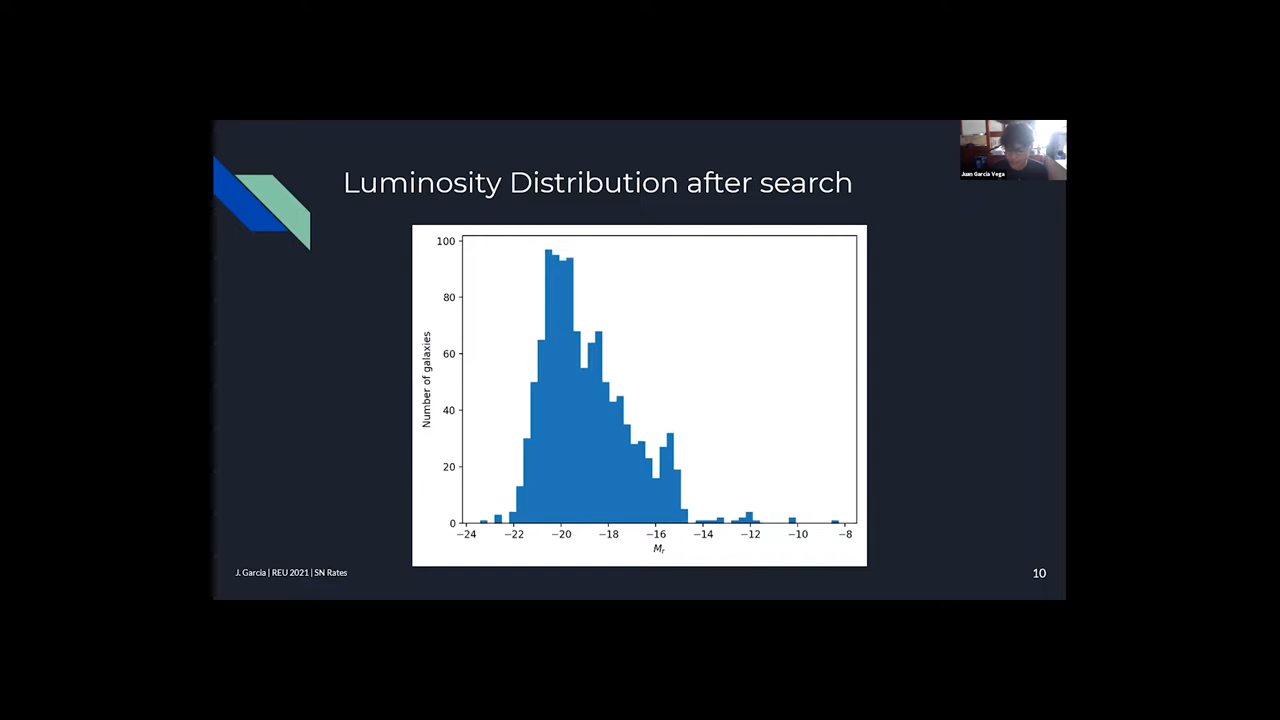 Juan Garcia Vega
Luminosity Distribution after search
Number of galaxies
100
80
60
40
20
0
−24 −22 −20 −18 −16 −14 −12 −10 −8
Mr
J. Garcia | REU 2021 | SN Rates
10